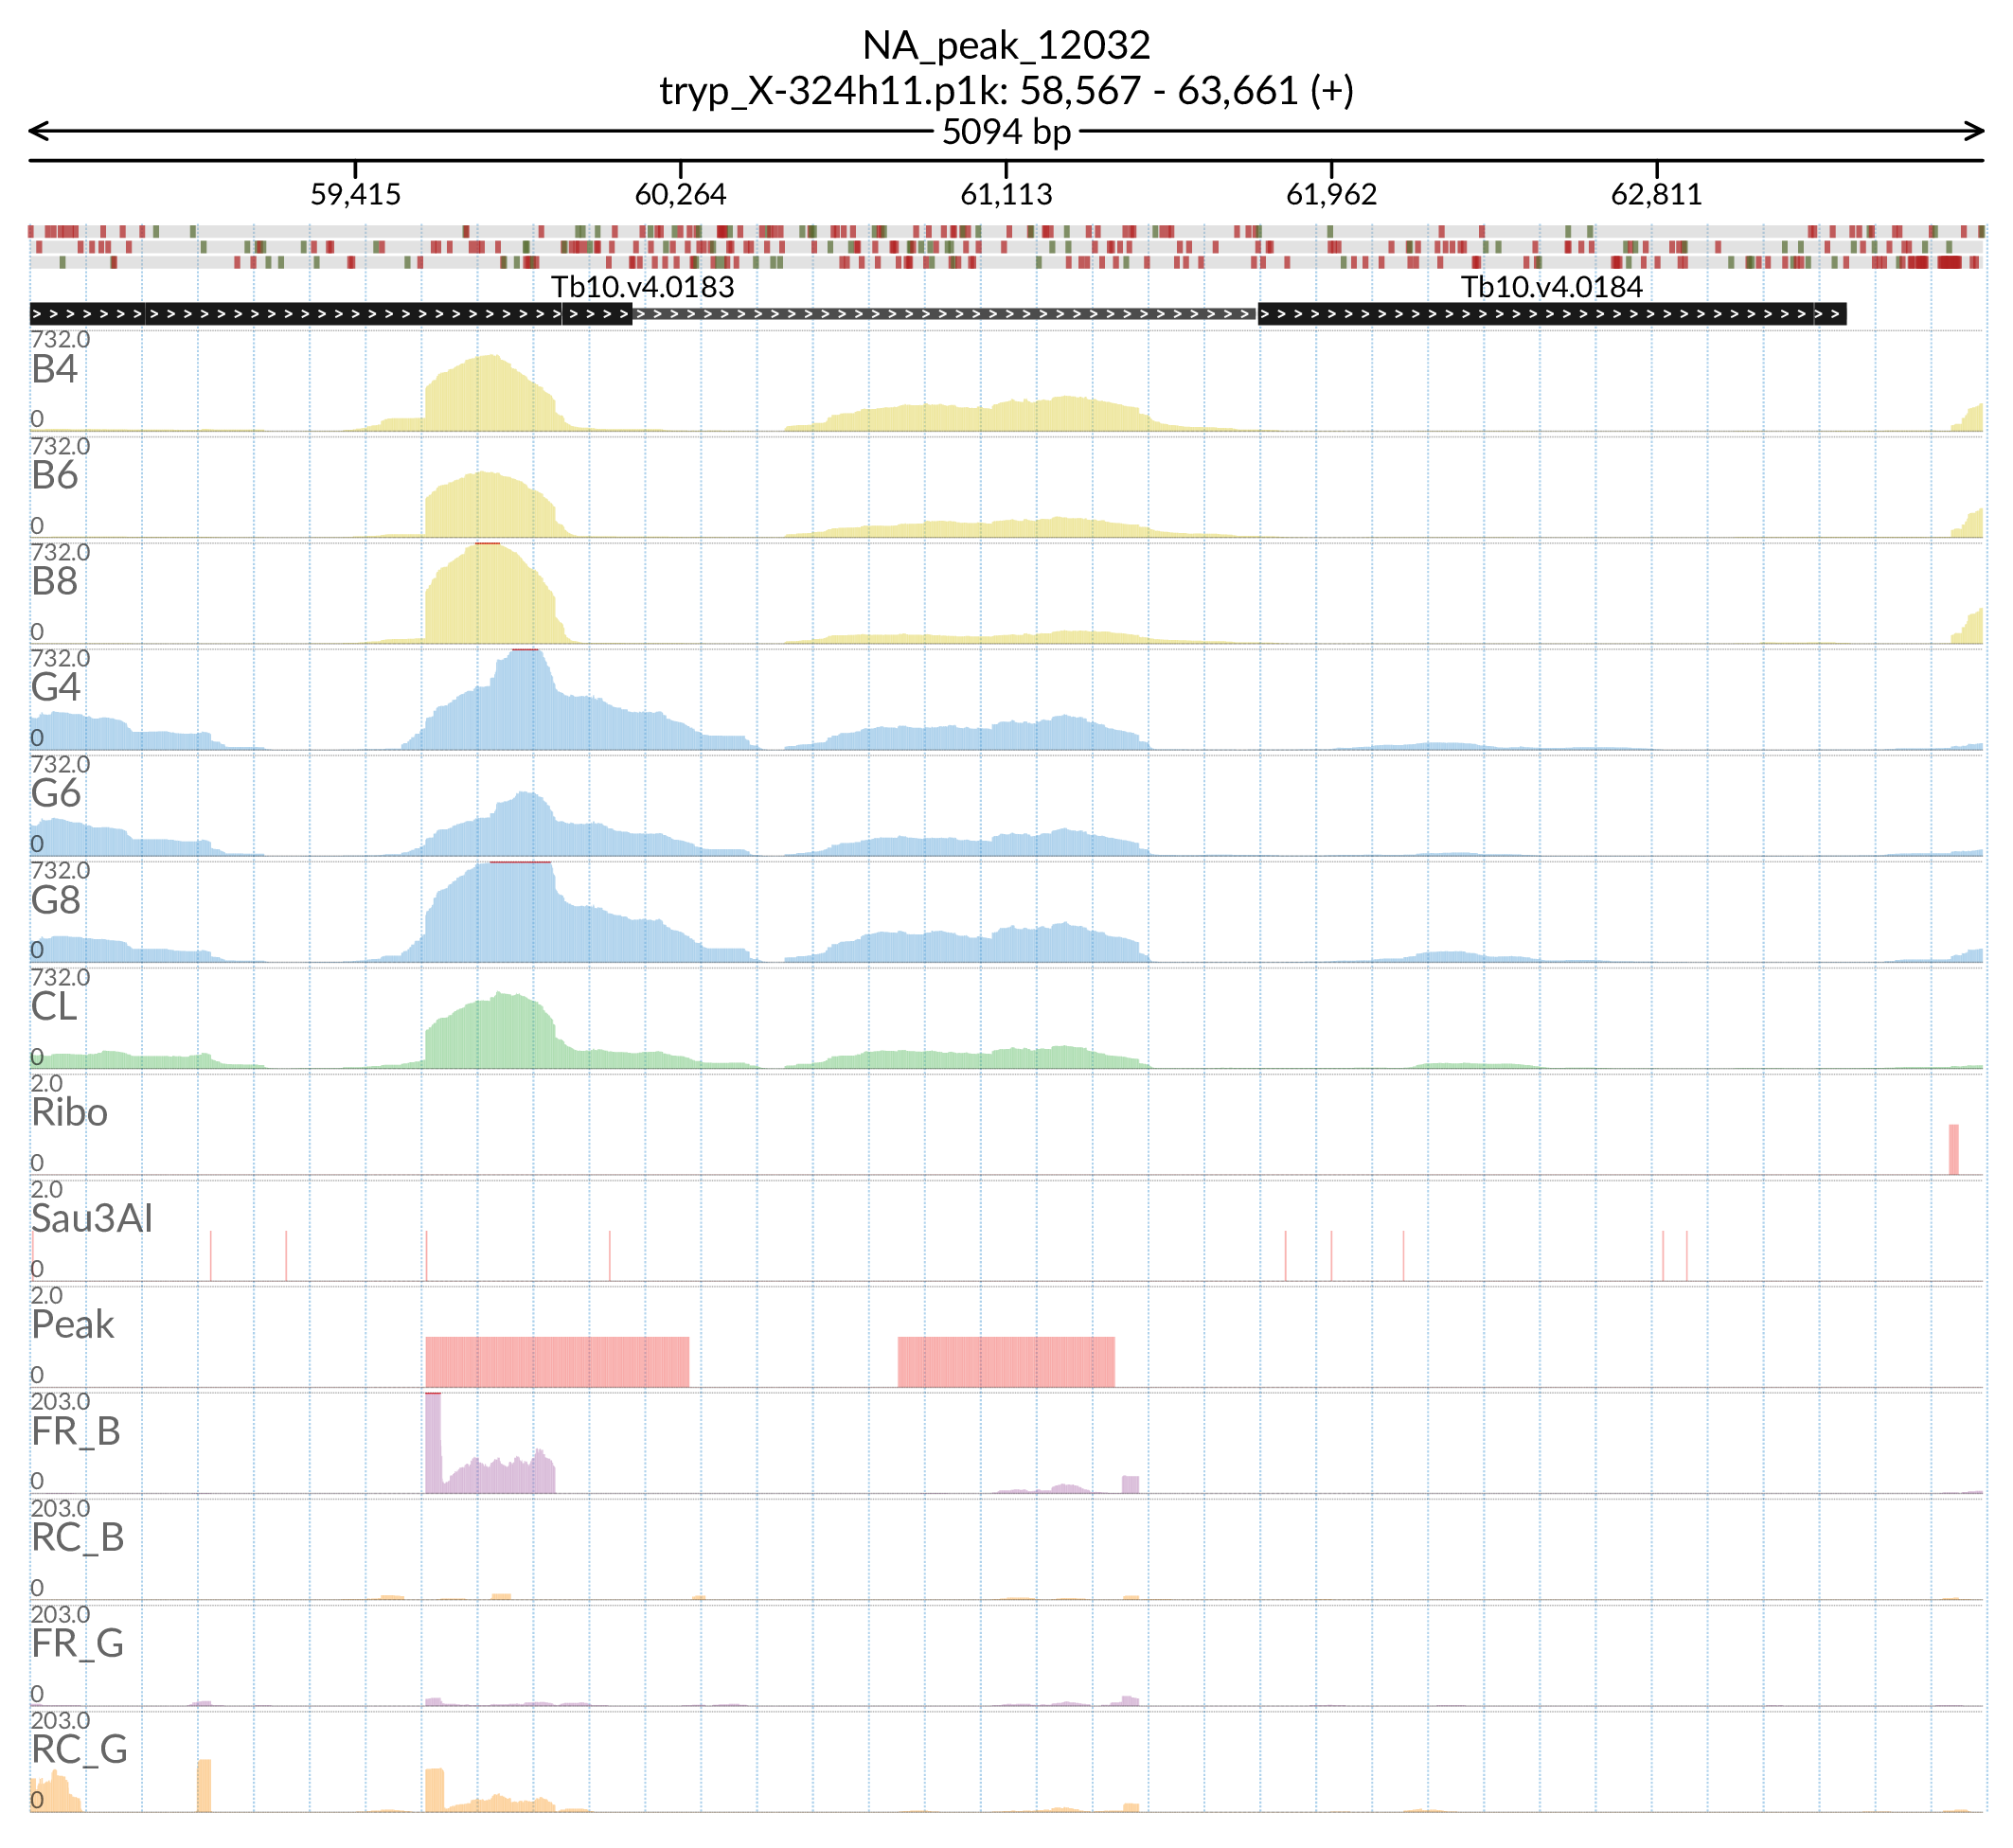 NA_peak_12032
tryp_X-324h11.p1k: 58,567 - 63,661 (+)
5094 bp
59,415 60,264 61,113 61,962 62,811
Tb10.v4.0183 Tb10.v4.0184
732.0
B4
0
732.0
B6
0
732.0
B8
0
732.0
G4
0
732.0
G6
0
732.0
G8
0
732.0
CL
0
2.0
Ribo
0
2.0
Sau3AI
0
2.0
Peak
0
203.0
FR_B
0
203.0
RC_B
0
203.0
FR_G
0
203.0
RC_G
0